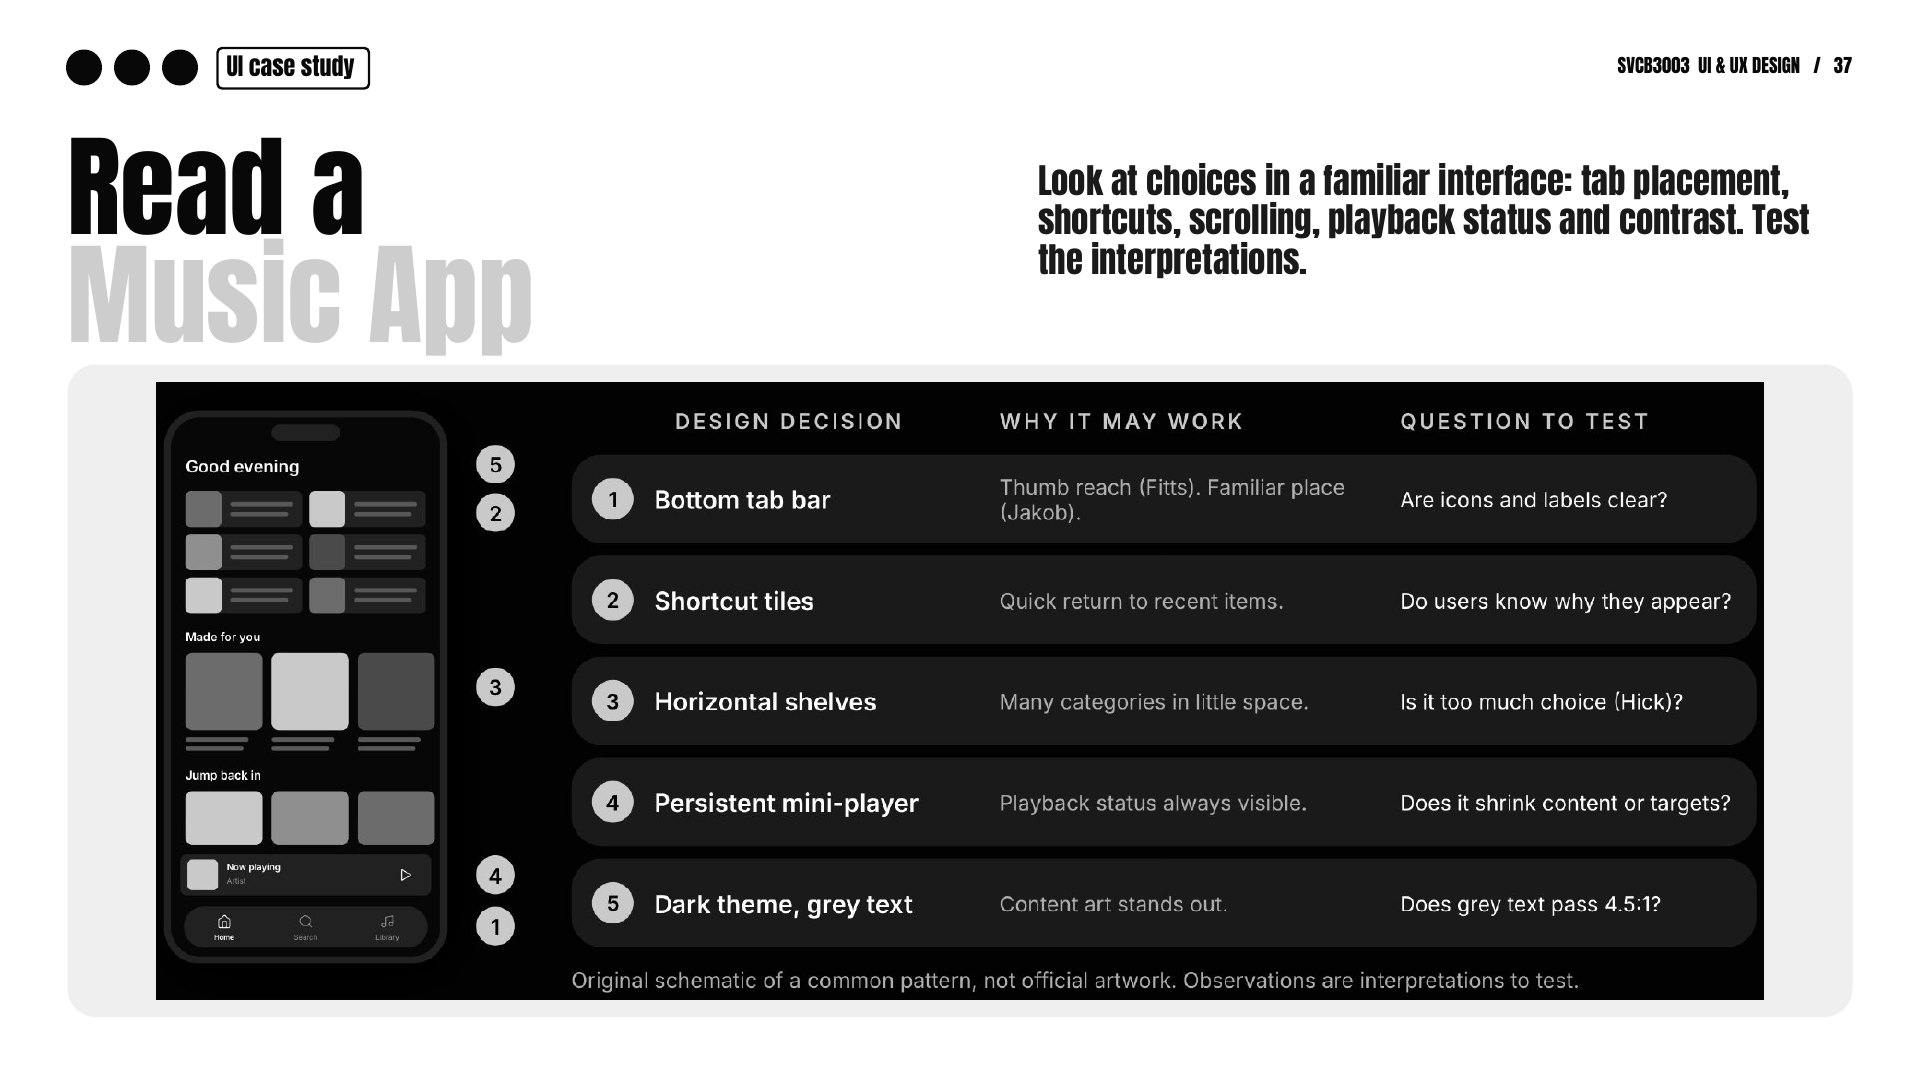 UI case study
SVCB3003 UI & UX DESIGN / 37
Read a
Music App
Look at choices in a familiar interface: tab placement,
shortcuts, scrolling, playback status and contrast. Test
the interpretations.
Good evening
Made for you
Jump back in
Now playing
Artist
Home
Search
Library
5
2
3
4
1
DESIGN DECISION
WHY IT MAY WORK
QUESTION TO TEST
1
Bottom tab bar
Thumb reach (Fitts). Familiar place
(Jakob).
Are icons and labels clear?
2
Shortcut tiles
Quick return to recent items.
Do users know why they appear?
3
Horizontal shelves
Many categories in little space.
Is it too much choice (Hick)?
4
Persistent mini-player
Playback status always visible.
Does it shrink content or targets?
5
Dark theme, grey text
Content art stands out.
Does grey text pass 4.5:1?
Original schematic of a common pattern, not official artwork. Observations are interpretations to test.